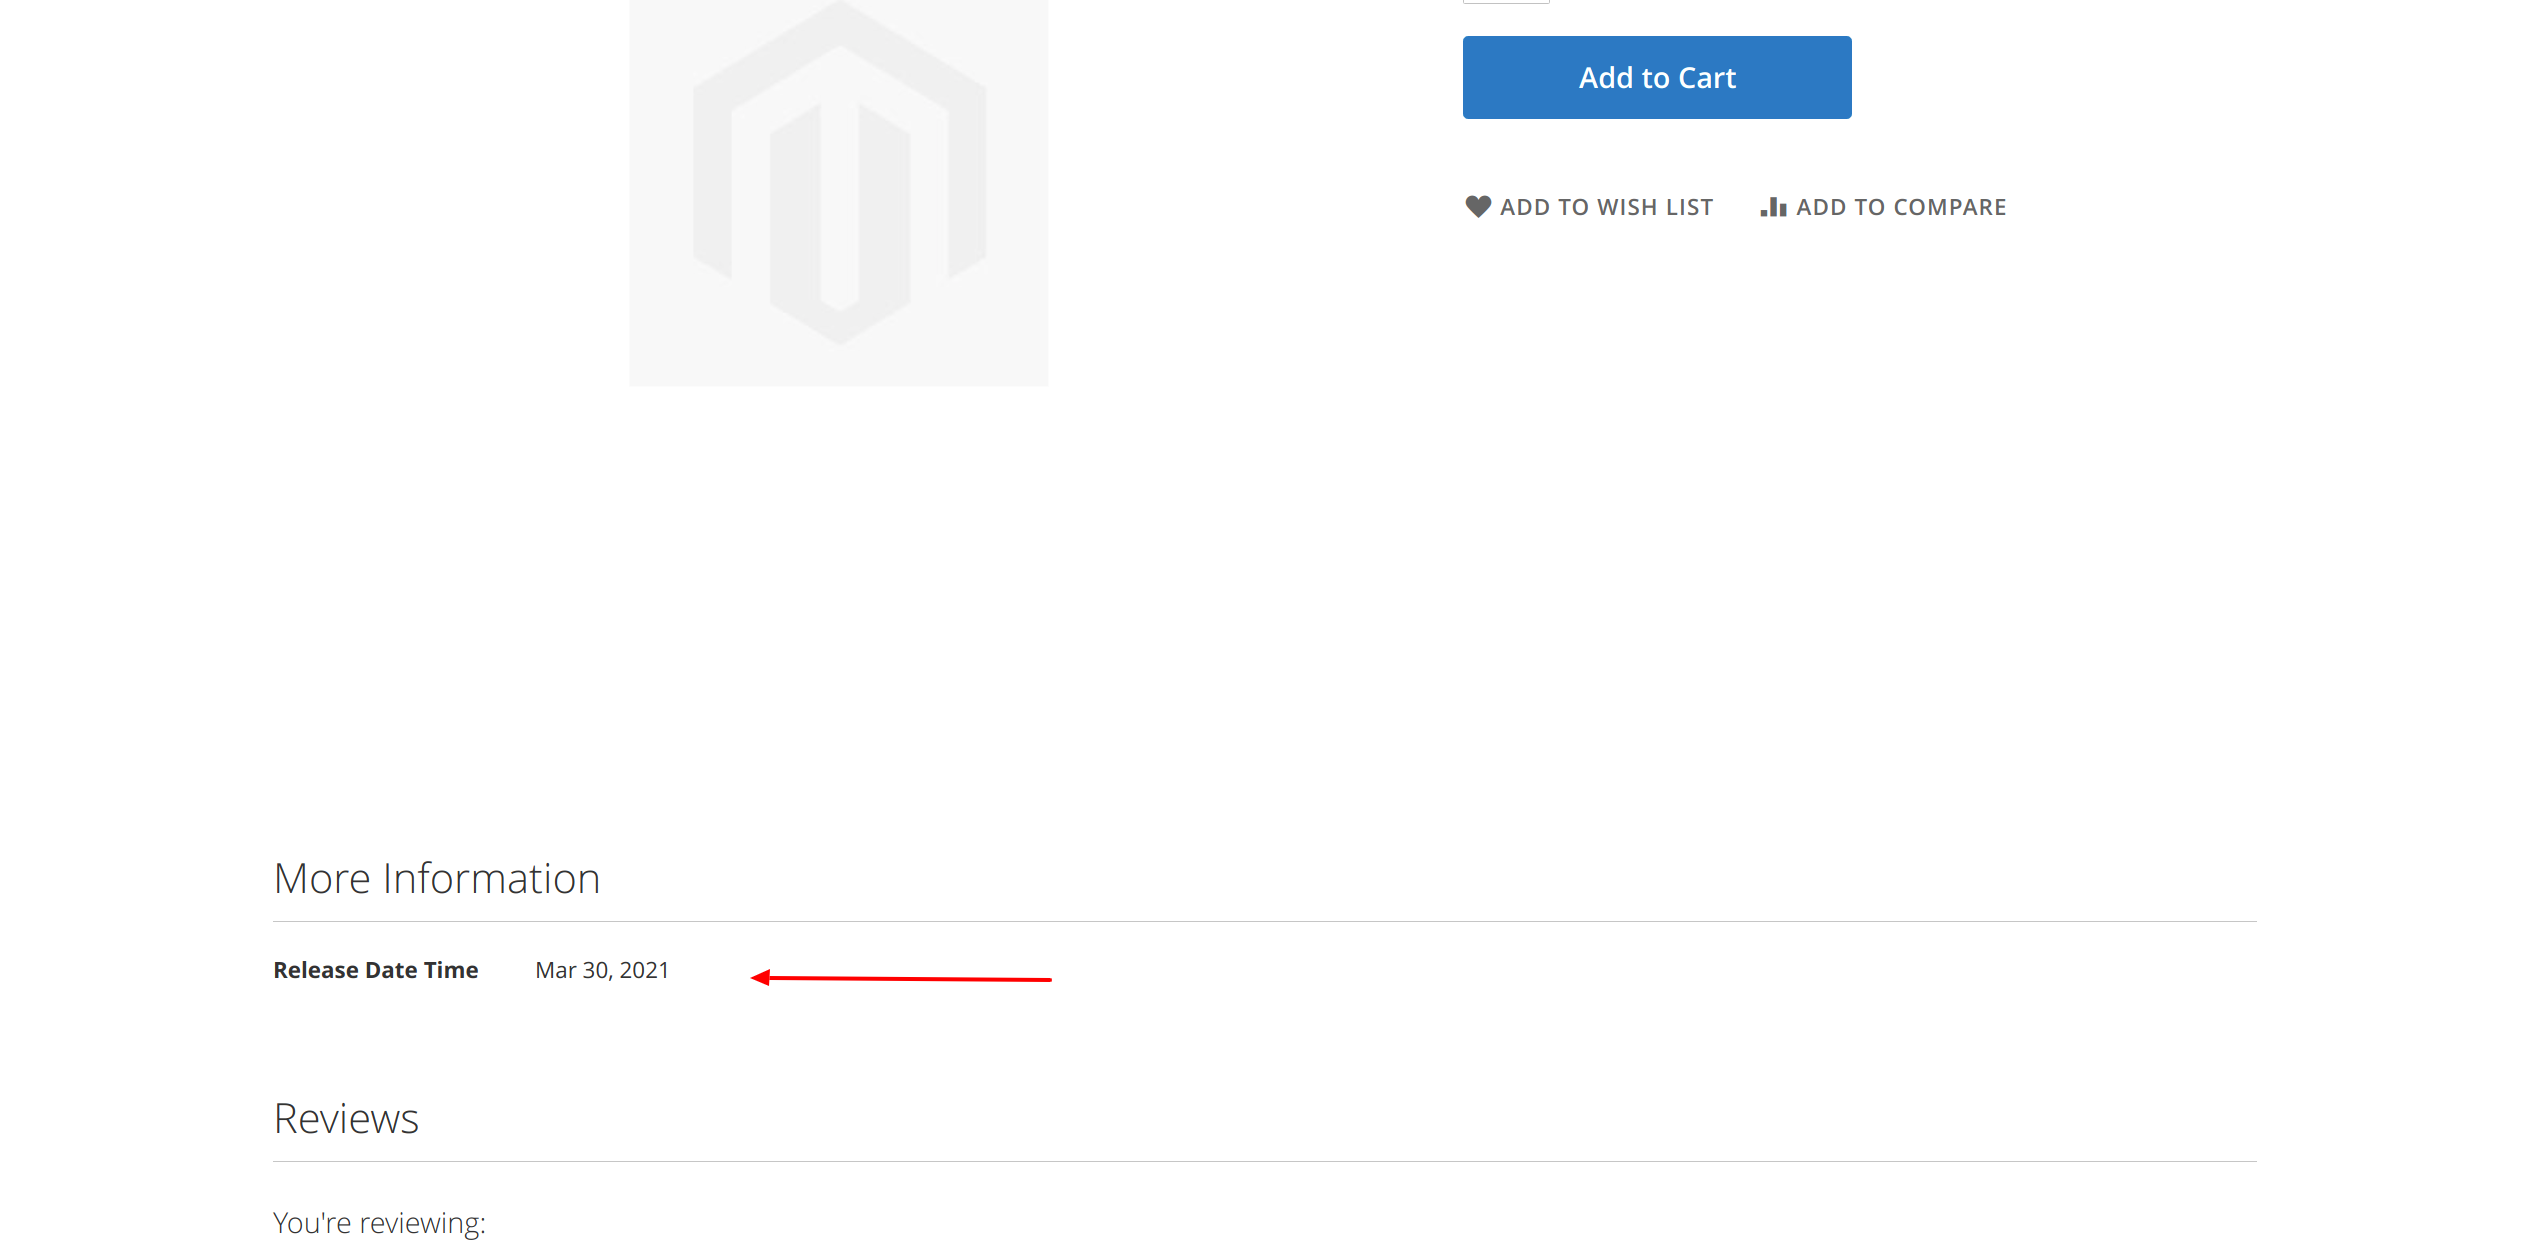 Add to Cart
ADD TO WISH LIST ADD TO COMPARE
More Information
Release Date Time Mar 30, 2021
Reviews
You're reviewing: